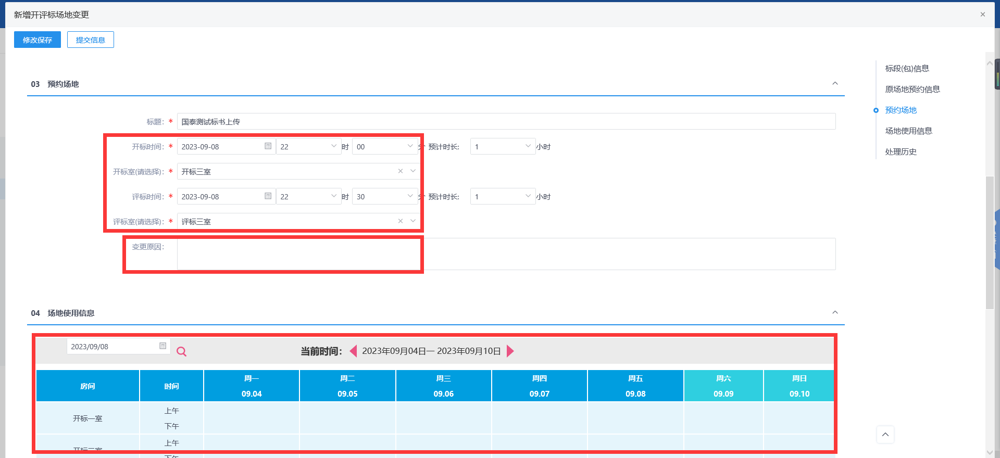 新增开评标场地变更
×
修改保存
提交信息
03 预约场地
标题: * 国泰测试标书上传
开标时间: * 2023-09-08 22 时 00 分 预计时长: 1 小时
开标室(请选择): * 开标三室
评标时间: * 2023-09-08 22 时 30 分 预计时长: 1 小时
评标室(请选择): * 评标三室
变更原因:
标段(包)信息
原场地预约信息
预约场地
场地使用信息
处理历史
04 场地使用信息
2023/09/08
当前时间: 2023年09月04日— 2023年09月10日
房间 时间 周一 周二 周三 周四 周五 周六 周日
09.04 09.05 09.06 09.07 09.08 09.09 09.10
开标一室 上午
下午
上午
下午